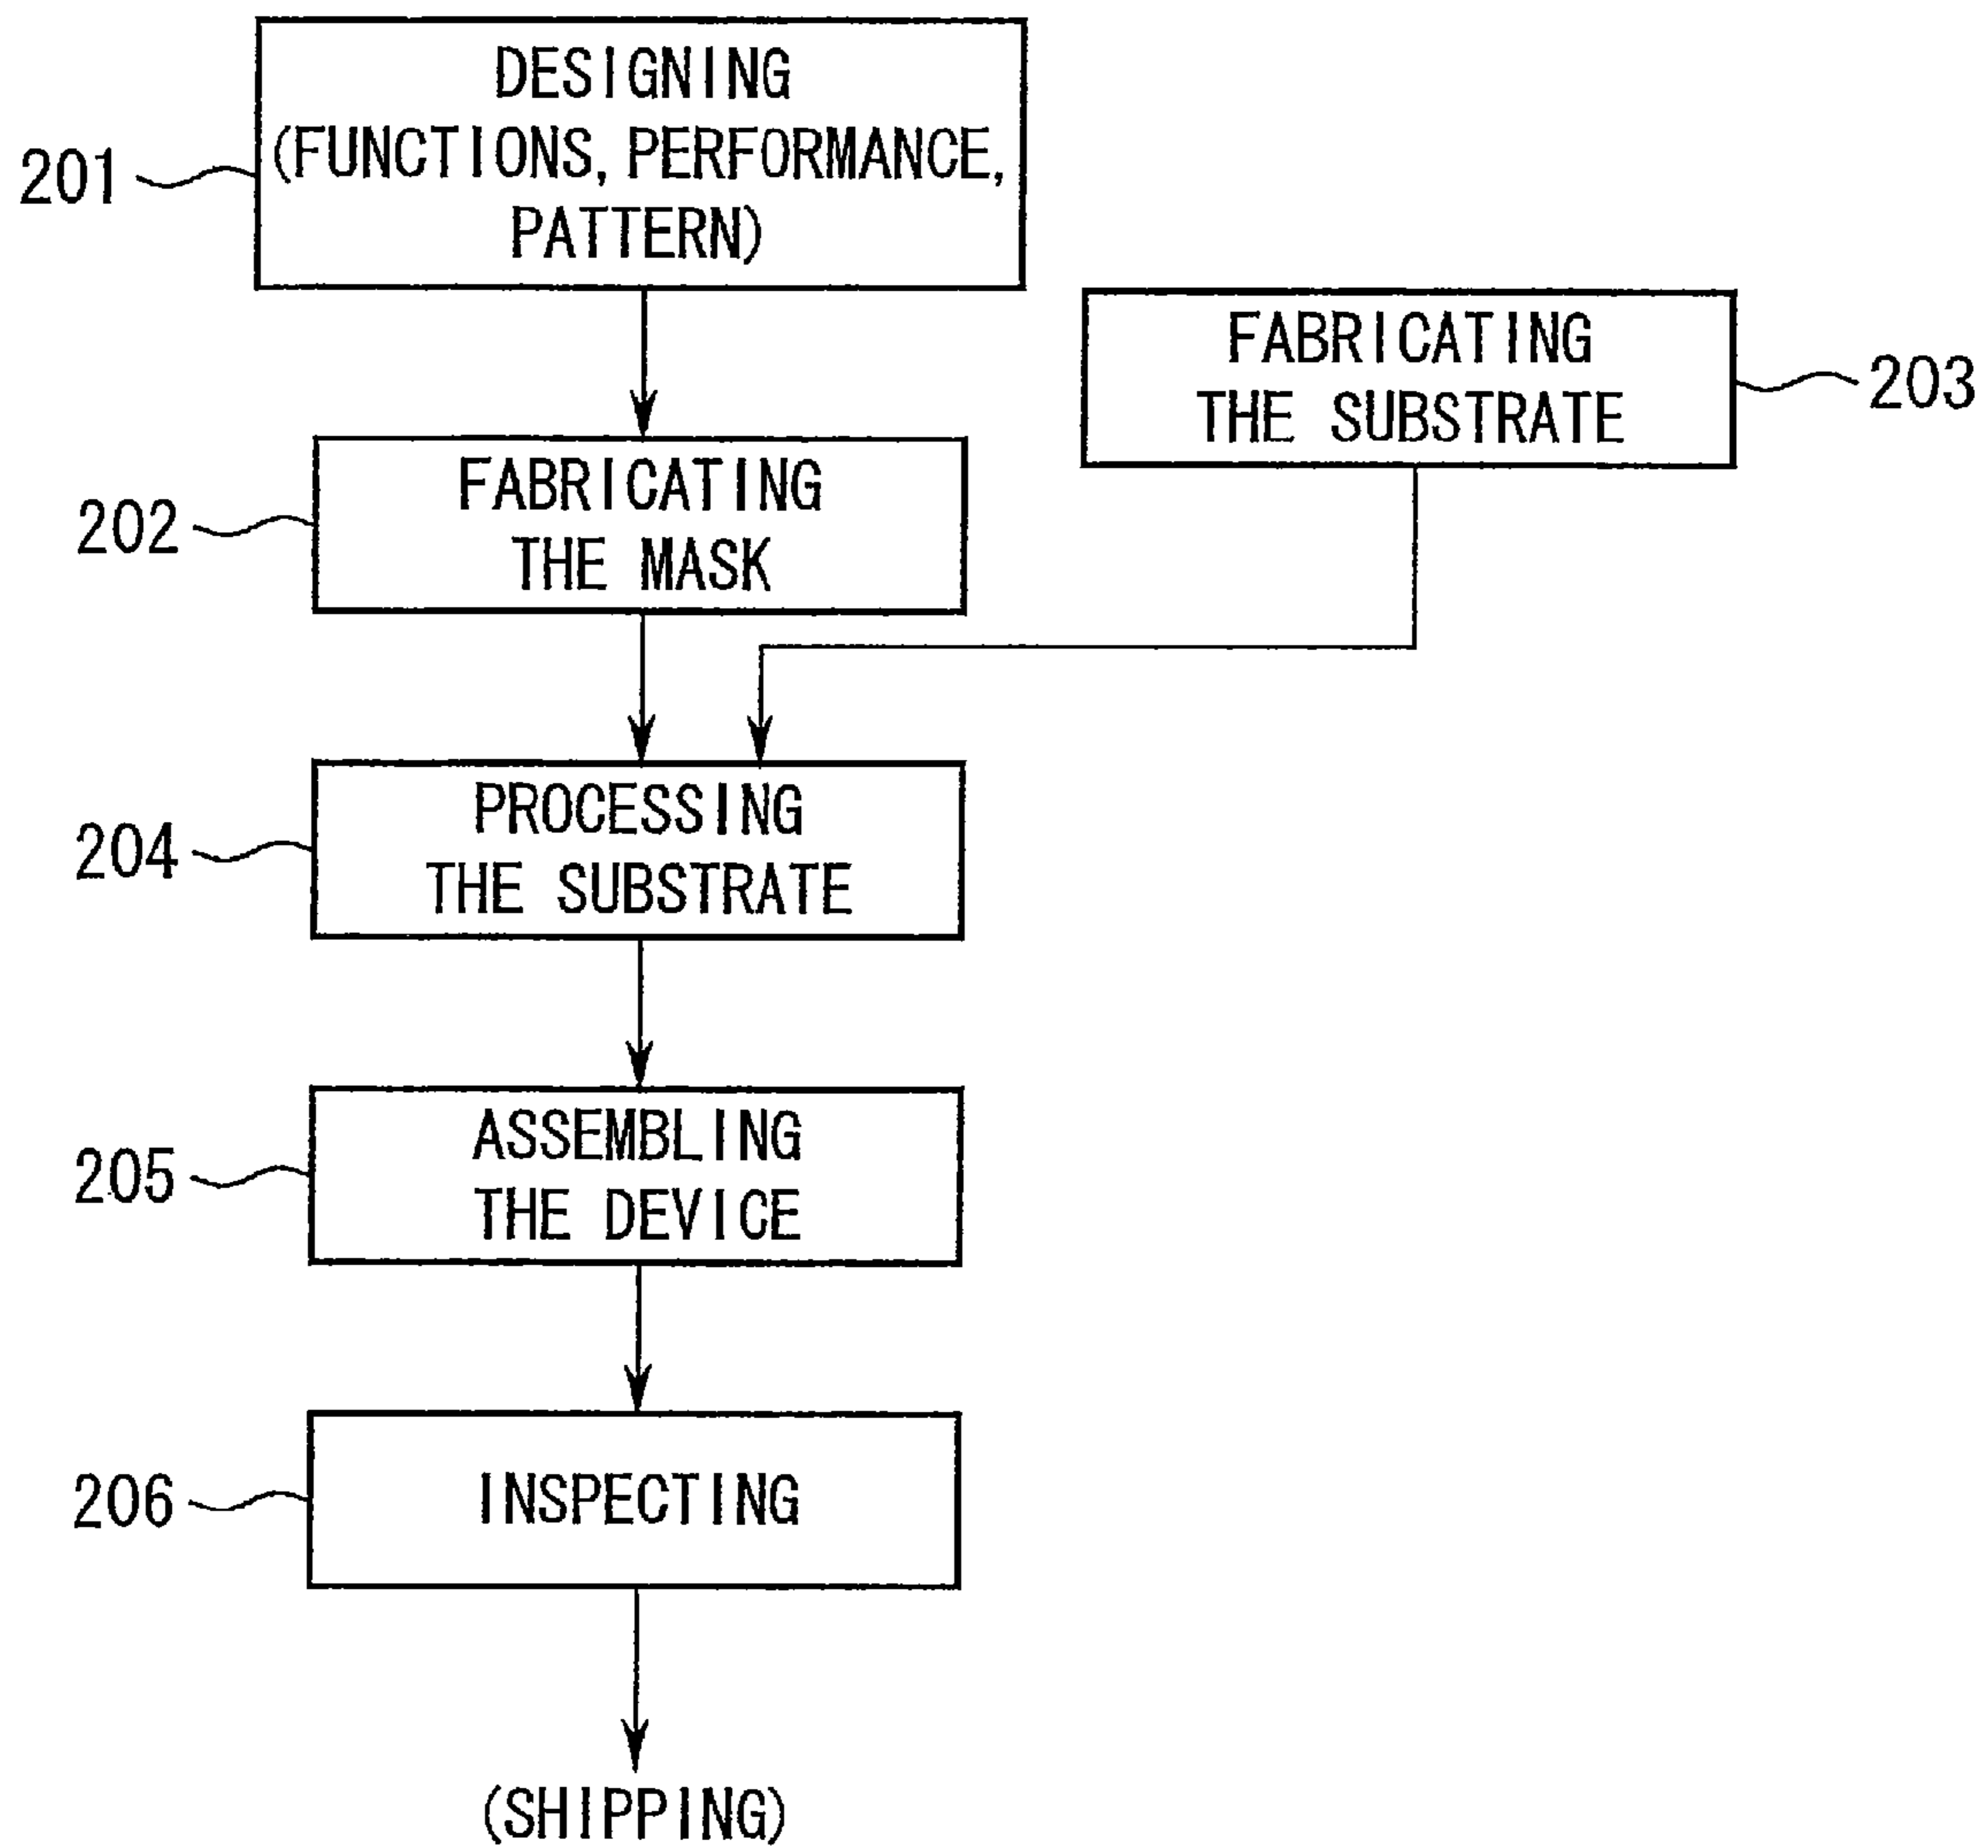 DESIGNING
(FUNCTIONS, PERFORMANCE,
PATTERN)
201
FABRICATING
THE SUBSTRATE
203
FABRICATING
THE MASK
202
PROCESSING
THE SUBSTRATE
204
ASSEMBLING
THE DEVICE
205
INSPECTING
206
(SHIPPING)